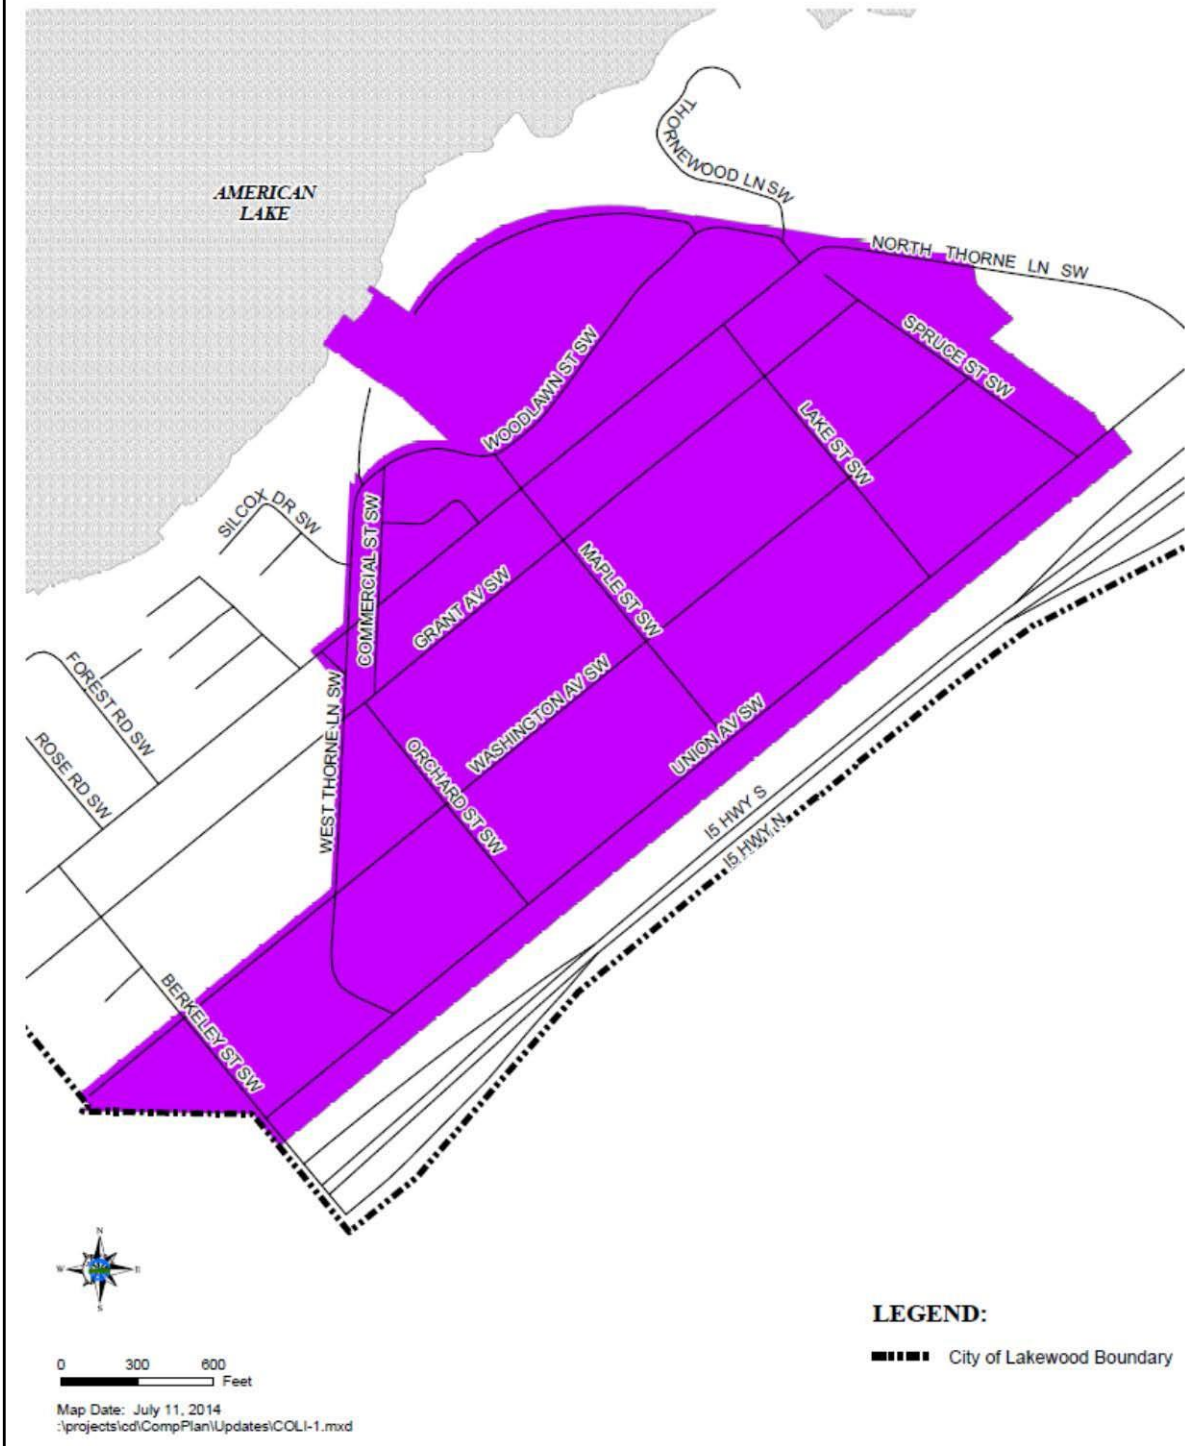 AMERICAN
LAKE
THORNEWOOD LN SW
NORTH THORNE LN SW
SPRUCE ST SW
WOODLAWN ST SW
LAKE ST SW
SILCOX DR SW
COMMERCIAL ST SW
MAPLE ST SW
GRANT AV SW
FOREST RD SW
WASHINGTON AV SW
WEST THORNE LN SW
UNION AV SW
ROSE RD SW
ORCHARD ST SW
I5 HWY S
I5 HWY N
BERKELEY ST SW
N
W
E
S
LEGEND:
City of Lakewood Boundary
0 300 600
Feet
Map Date: July 11, 2014
:\projects\cd\CompPlan\Updates\COLI-1.mxd